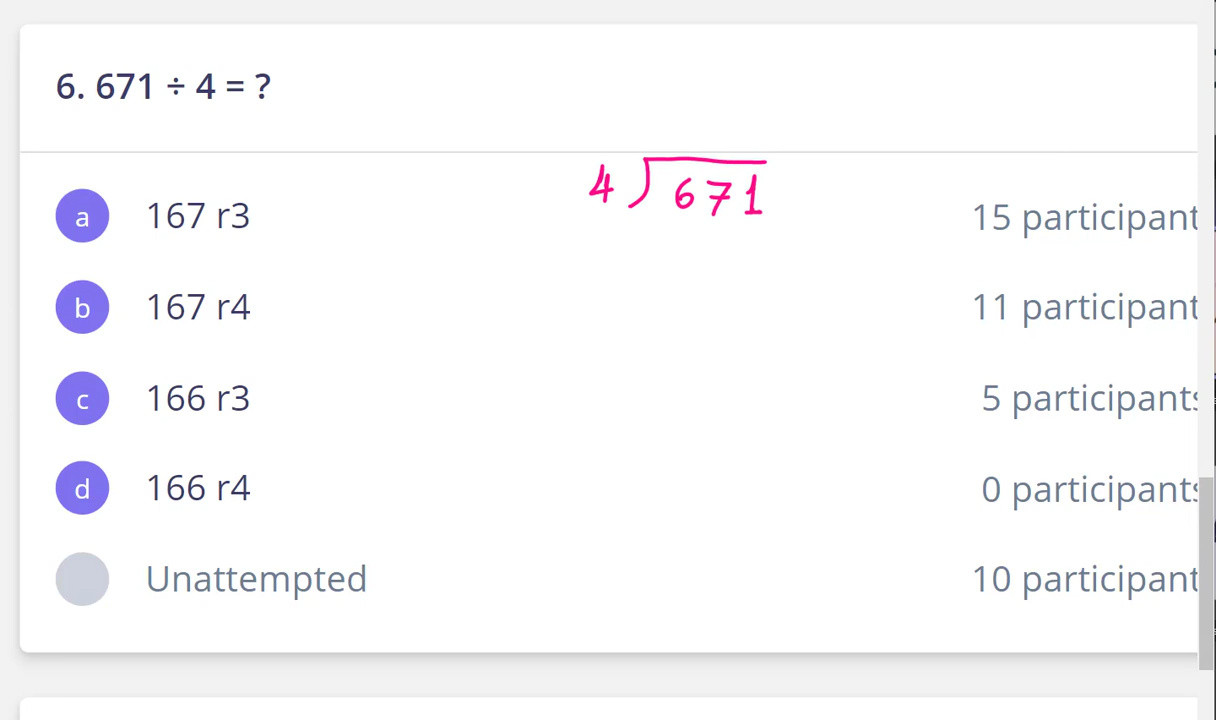 6. 671 ÷ 4 = ?
4 671
a 167 r3 15 participant
b 167 r4 11 participant
c 166 r3 5 participants
d 166 r4 0 participants
Unattempted 10 participant